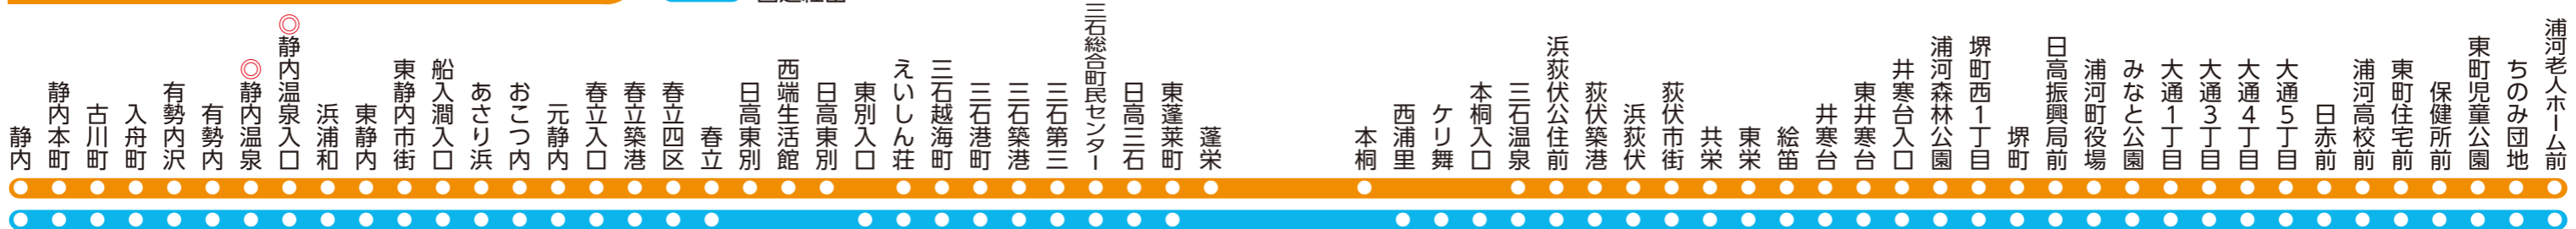 静内
静内本町
古川町
入舟町
有勢内沢
有勢内
◎静内温泉
◎静内温泉入口
浜浦和
東静内
東静内市街
船入澗入口
あさり浜
おこつ内
元静内
春立入口
春立築港
春立四区
春立
日高東別
西端生活館
日高東別
東別入口
えいしん荘
三石越海町
三石港町
三石築港
三石第三
三石総合町民センター
日高三石
東蓬莱町
蓬栄
本桐
西浦里
ケリ舞
本桐入口
三石温泉
浜荻伏公住前
荻伏築港
浜荻伏
荻伏市街
共栄
東栄
絵笛
井寒台
東井寒台
井寒台入口
浦河森林公園
堺町西1丁目
堺町
日高振興局前
浦河町役場
みなと公園
大通1丁目
大通3丁目
大通4丁目
大通5丁目
日赤前
浦河高校前
東町住宅前
保健所前
東町児童公園
ちのみ団地
浦河老人ホーム前